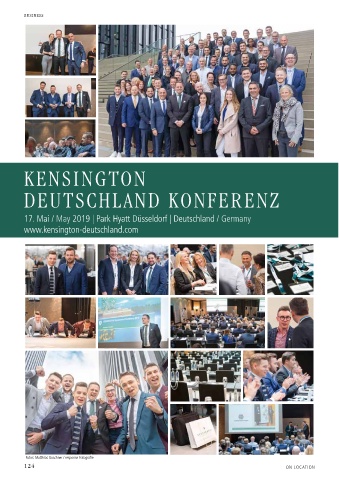 BUSINESS
KENSINGTON
DEUTSCHLAND KONFERENZ
17. Mai / May 2019 | Park Hyatt Düsseldorf | Deutschland / Germany
www.kensington-deutschland.com
124
ON LOCATION